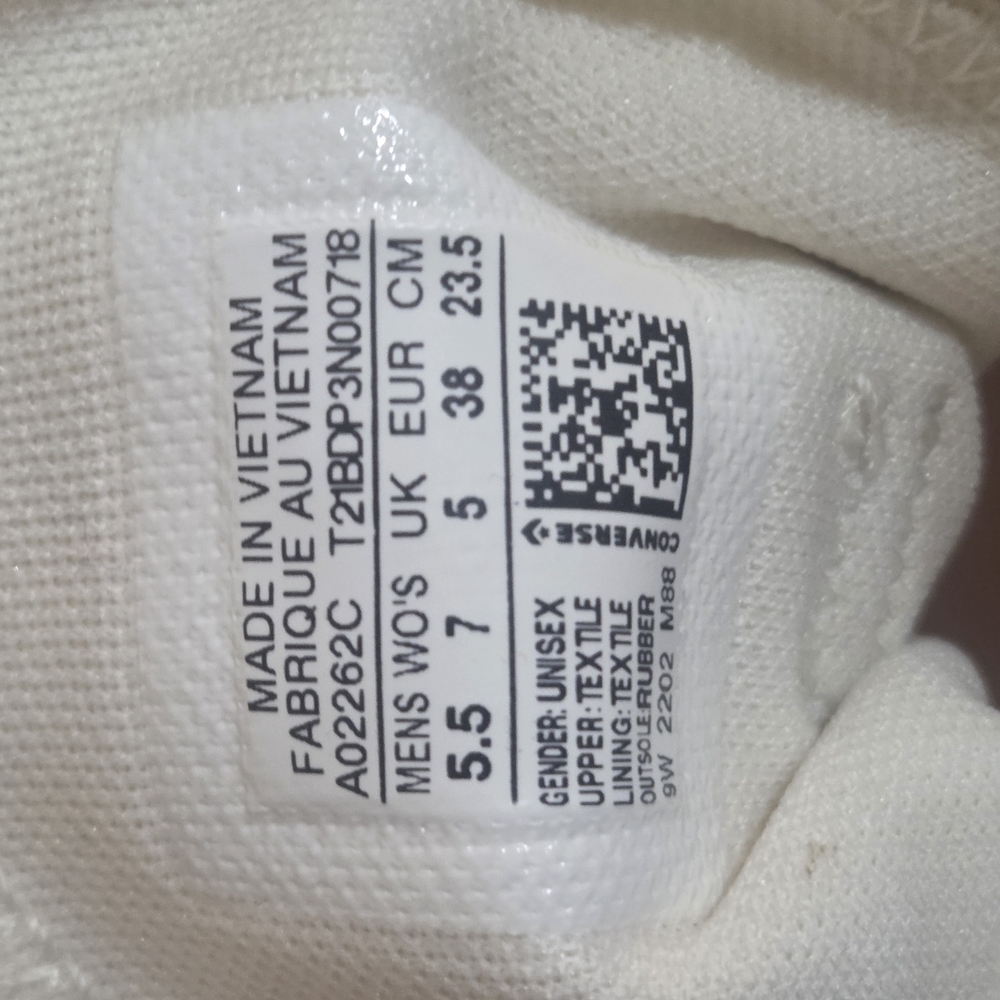 MADE IN VIETNAM
FABRIQUE AU VIETNAM
A02262C T21BDP3N00718
MENS WO'S UK EUR CM
5.5 7 5 38 23.5
GENDER: UNISEX
UPPER: TEXTILE
LINING: TEXTILE
OUTSOLE:RUBBER
9W 2202 M88
CONVERSE